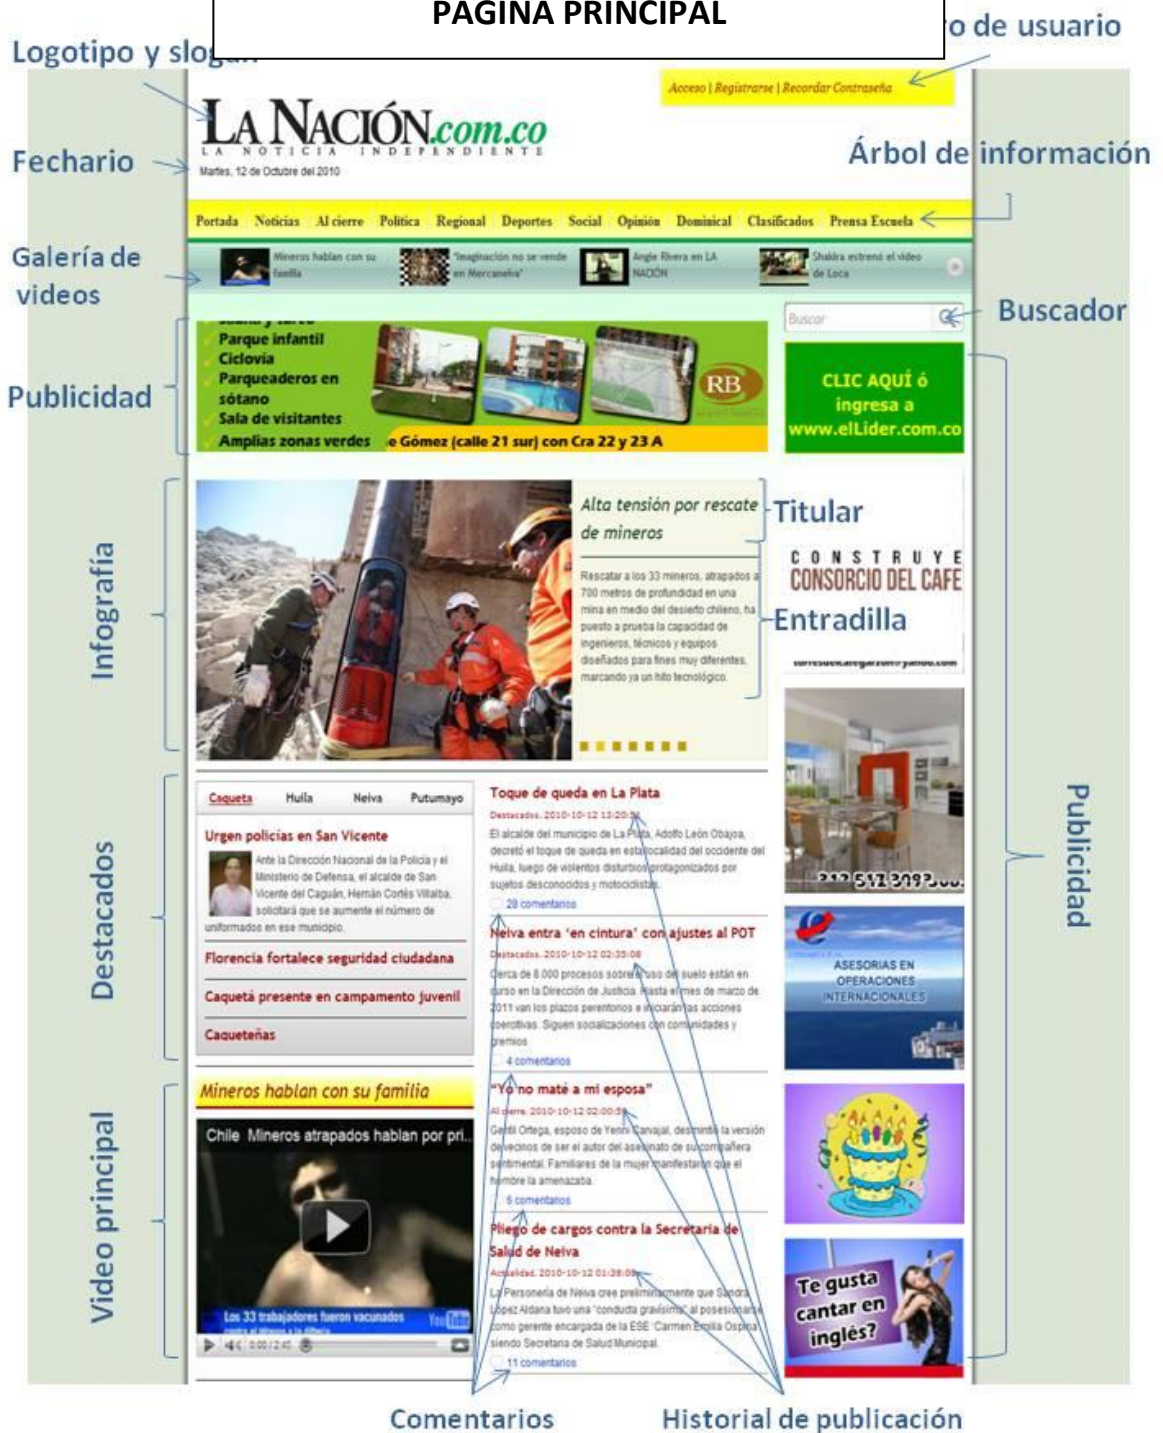 PAGINA PRINCIPAL
o de usuario
Logotipo y slogan
Acceso | Registrarse | Recordar Contraseña
LA NACIÓN.com.co
LA NOTICIA INDEPENDIENTE
Fechario
Martes, 12 de Octubre del 2010
Árbol de información
Portada Noticias Al cierre Política Regional Deportes Social Opinión Dominical Clasificados Prensa Escuela
Galería de
videos
Mineros hablan con su
familia
"Imaginación no se vende
en Mercaneiva"
Angie Rivera en LA
NACIÓN
Shakira estrenó el video
de Loca
Buscar
Buscador
Publicidad
Parque infantil
Ciclovía
Parqueaderos en
sótano
Sala de visitantes
Amplias zonas verdes
RB
e Gómez (calle 21 sur) con Cra 22 y 23 A
CLIC AQUÍ ó
ingresa a
www.elLider.com.co
Infografía
Alta tensión por rescate
de mineros
Titular
Rescatar a los 33 mineros, atrapados a
700 metros de profundidad en una
mina en medio del desierto chileno, ha
puesto a prueba la capacidad de
ingenieros, técnicos y equipos
diseñados para fines muy diferentes,
marcando ya un hito tecnológico.
Entradilla
CONSTRUYE
CONSORCIO DEL CAFE
Publicidad
Destacados
Caqueta Huila Neiva Putumayo
Urgen policías en San Vicente
Ante la Dirección Nacional de la Policía y el
Ministerio de Defensa, el alcalde de San
Vicente del Caguán, Hernán Cortés Villalba,
solicitará que se aumente el número de
uniformados en ese municipio.
Florencia fortalece seguridad ciudadana
Caquetá presente en campamento juvenil
Caqueteñas
Toque de queda en La Plata
Destacados. 2010-10-12 13:20:
El alcalde del municipio de La Plata, Adolfo León Obajoa,
decretó el toque de queda en esta localidad del occidente del
Huila, luego de violentos disturbios protagonizados por
sujetos desconocidos y motociclistas.
28 comentarios
Neiva entra 'en cintura' con ajustes al POT
Destacados. 2010-10-12 02:35:08
Cerca de 8.000 procesos sobre el uso del suelo están en
curso en la Dirección de Justicia. Hasta el mes de marzo de
2011 van los plazos perentorios e iniciarán las acciones
coercitivas. Siguen socializaciones con comunidades y
gremios.
4 comentarios
"Yo no maté a mi esposa"
Al cierre. 2010-10-12 02:00:
Gentil Ortega, esposo de Yenni Carvajal, desmintió la versión
de vecinos de ser el autor del asesinato de su compañera
sentimental. Familiares de la mujer manifestaron que el
hombre la amenazaba.
6 comentarios
Pliego de cargos contra la Secretaria de
Salud de Neiva
Actualidad. 2010-10-12 01:38:
La Personería de Neiva cree preliminarmente que Sandra
López Aldana tuvo una "conducta gravísima" al posesionarse
como gerente encargada de la ESE 'Carmen Emilia Ospina'
siendo Secretaria de Salud Municipal.
11 comentarios
Video principal
Mineros hablan con su familia
Chile Mineros atrapados hablan por pri...
Los 33 trabajadores fueron vacunados
YouTube
0:00 / 2:45
ASESORIAS EN
OPERACIONES
INTERNACIONALES
Te gusta
cantar en
inglés?
Comentarios
Historial de publicación